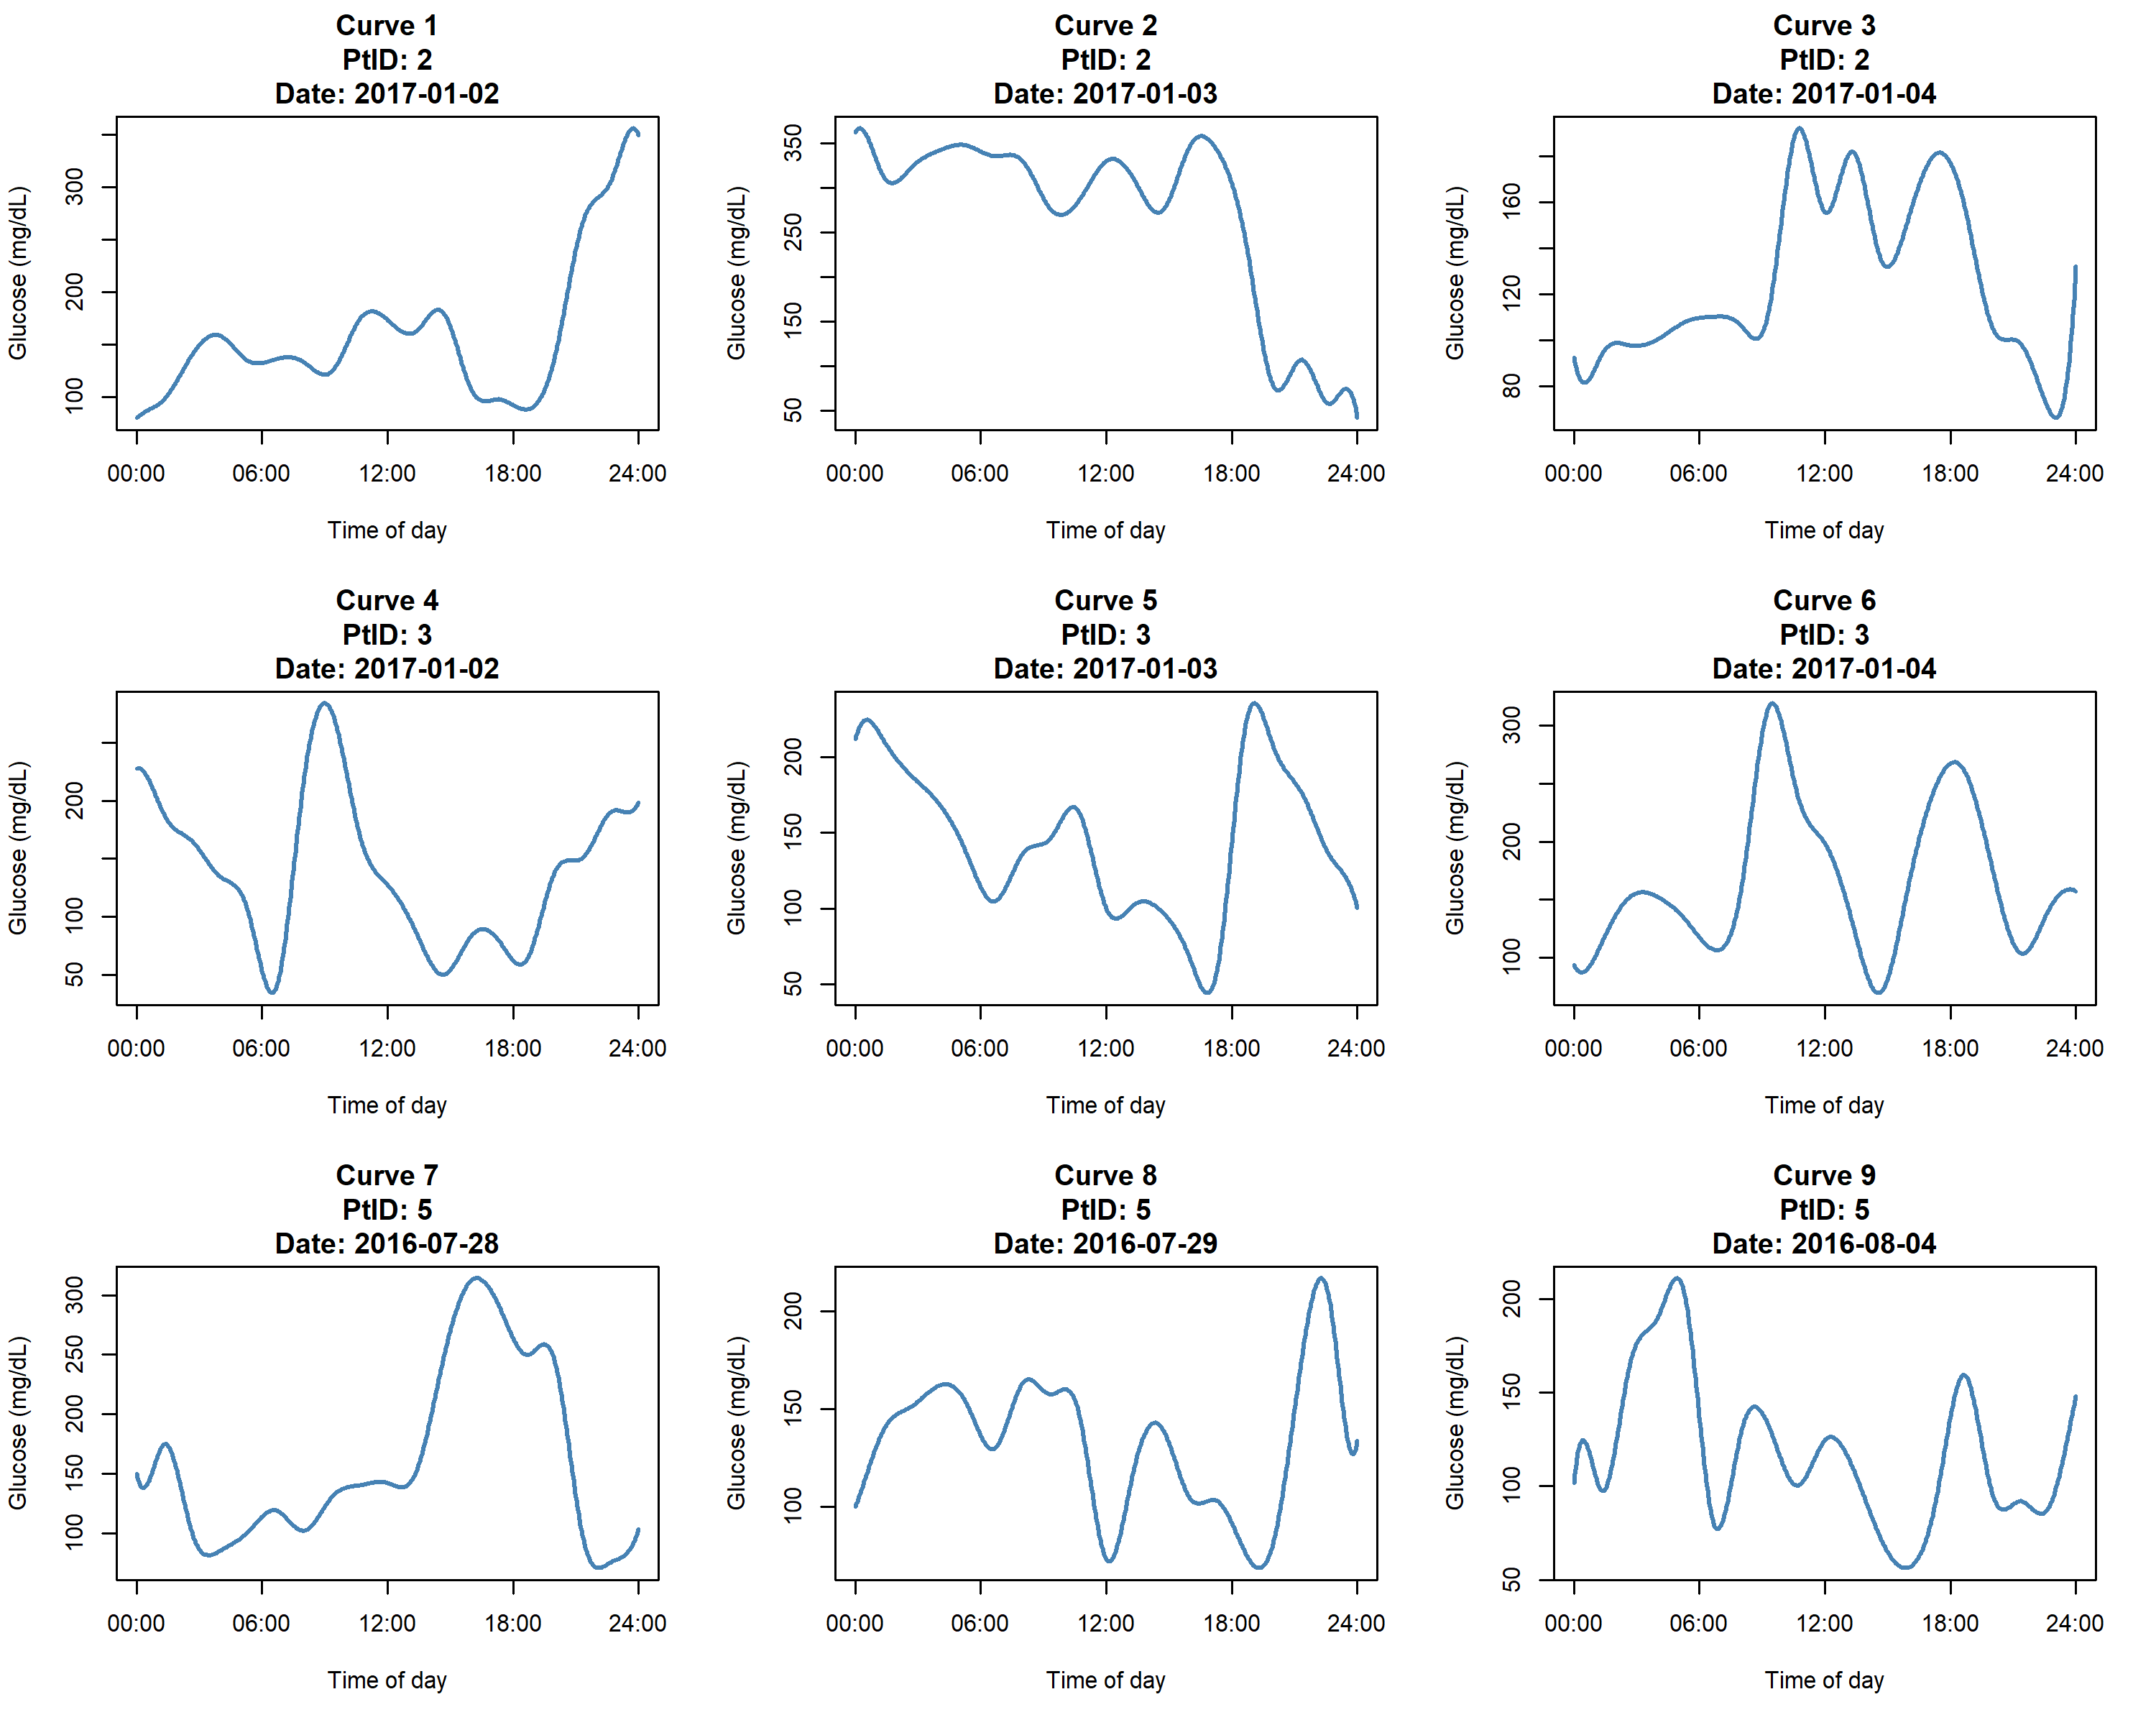 Curve 1
PtID: 2
Date: 2017-01-02
Glucose (mg/dL)
100
200
300
00:00 06:00 12:00 18:00 24:00
Time of day
Curve 2
PtID: 2
Date: 2017-01-03
Glucose (mg/dL)
50
150
250
350
00:00 06:00 12:00 18:00 24:00
Time of day
Curve 3
PtID: 2
Date: 2017-01-04
Glucose (mg/dL)
80
120
160
00:00 06:00 12:00 18:00 24:00
Time of day
Curve 4
PtID: 3
Date: 2017-01-02
Glucose (mg/dL)
50
100
200
00:00 06:00 12:00 18:00 24:00
Time of day
Curve 5
PtID: 3
Date: 2017-01-03
Glucose (mg/dL)
50
100
150
200
00:00 06:00 12:00 18:00 24:00
Time of day
Curve 6
PtID: 3
Date: 2017-01-04
Glucose (mg/dL)
100
200
300
00:00 06:00 12:00 18:00 24:00
Time of day
Curve 7
PtID: 5
Date: 2016-07-28
Glucose (mg/dL)
100
150
200
250
300
00:00 06:00 12:00 18:00 24:00
Time of day
Curve 8
PtID: 5
Date: 2016-07-29
Glucose (mg/dL)
100
150
200
00:00 06:00 12:00 18:00 24:00
Time of day
Curve 9
PtID: 5
Date: 2016-08-04
Glucose (mg/dL)
50
100
150
200
00:00 06:00 12:00 18:00 24:00
Time of day